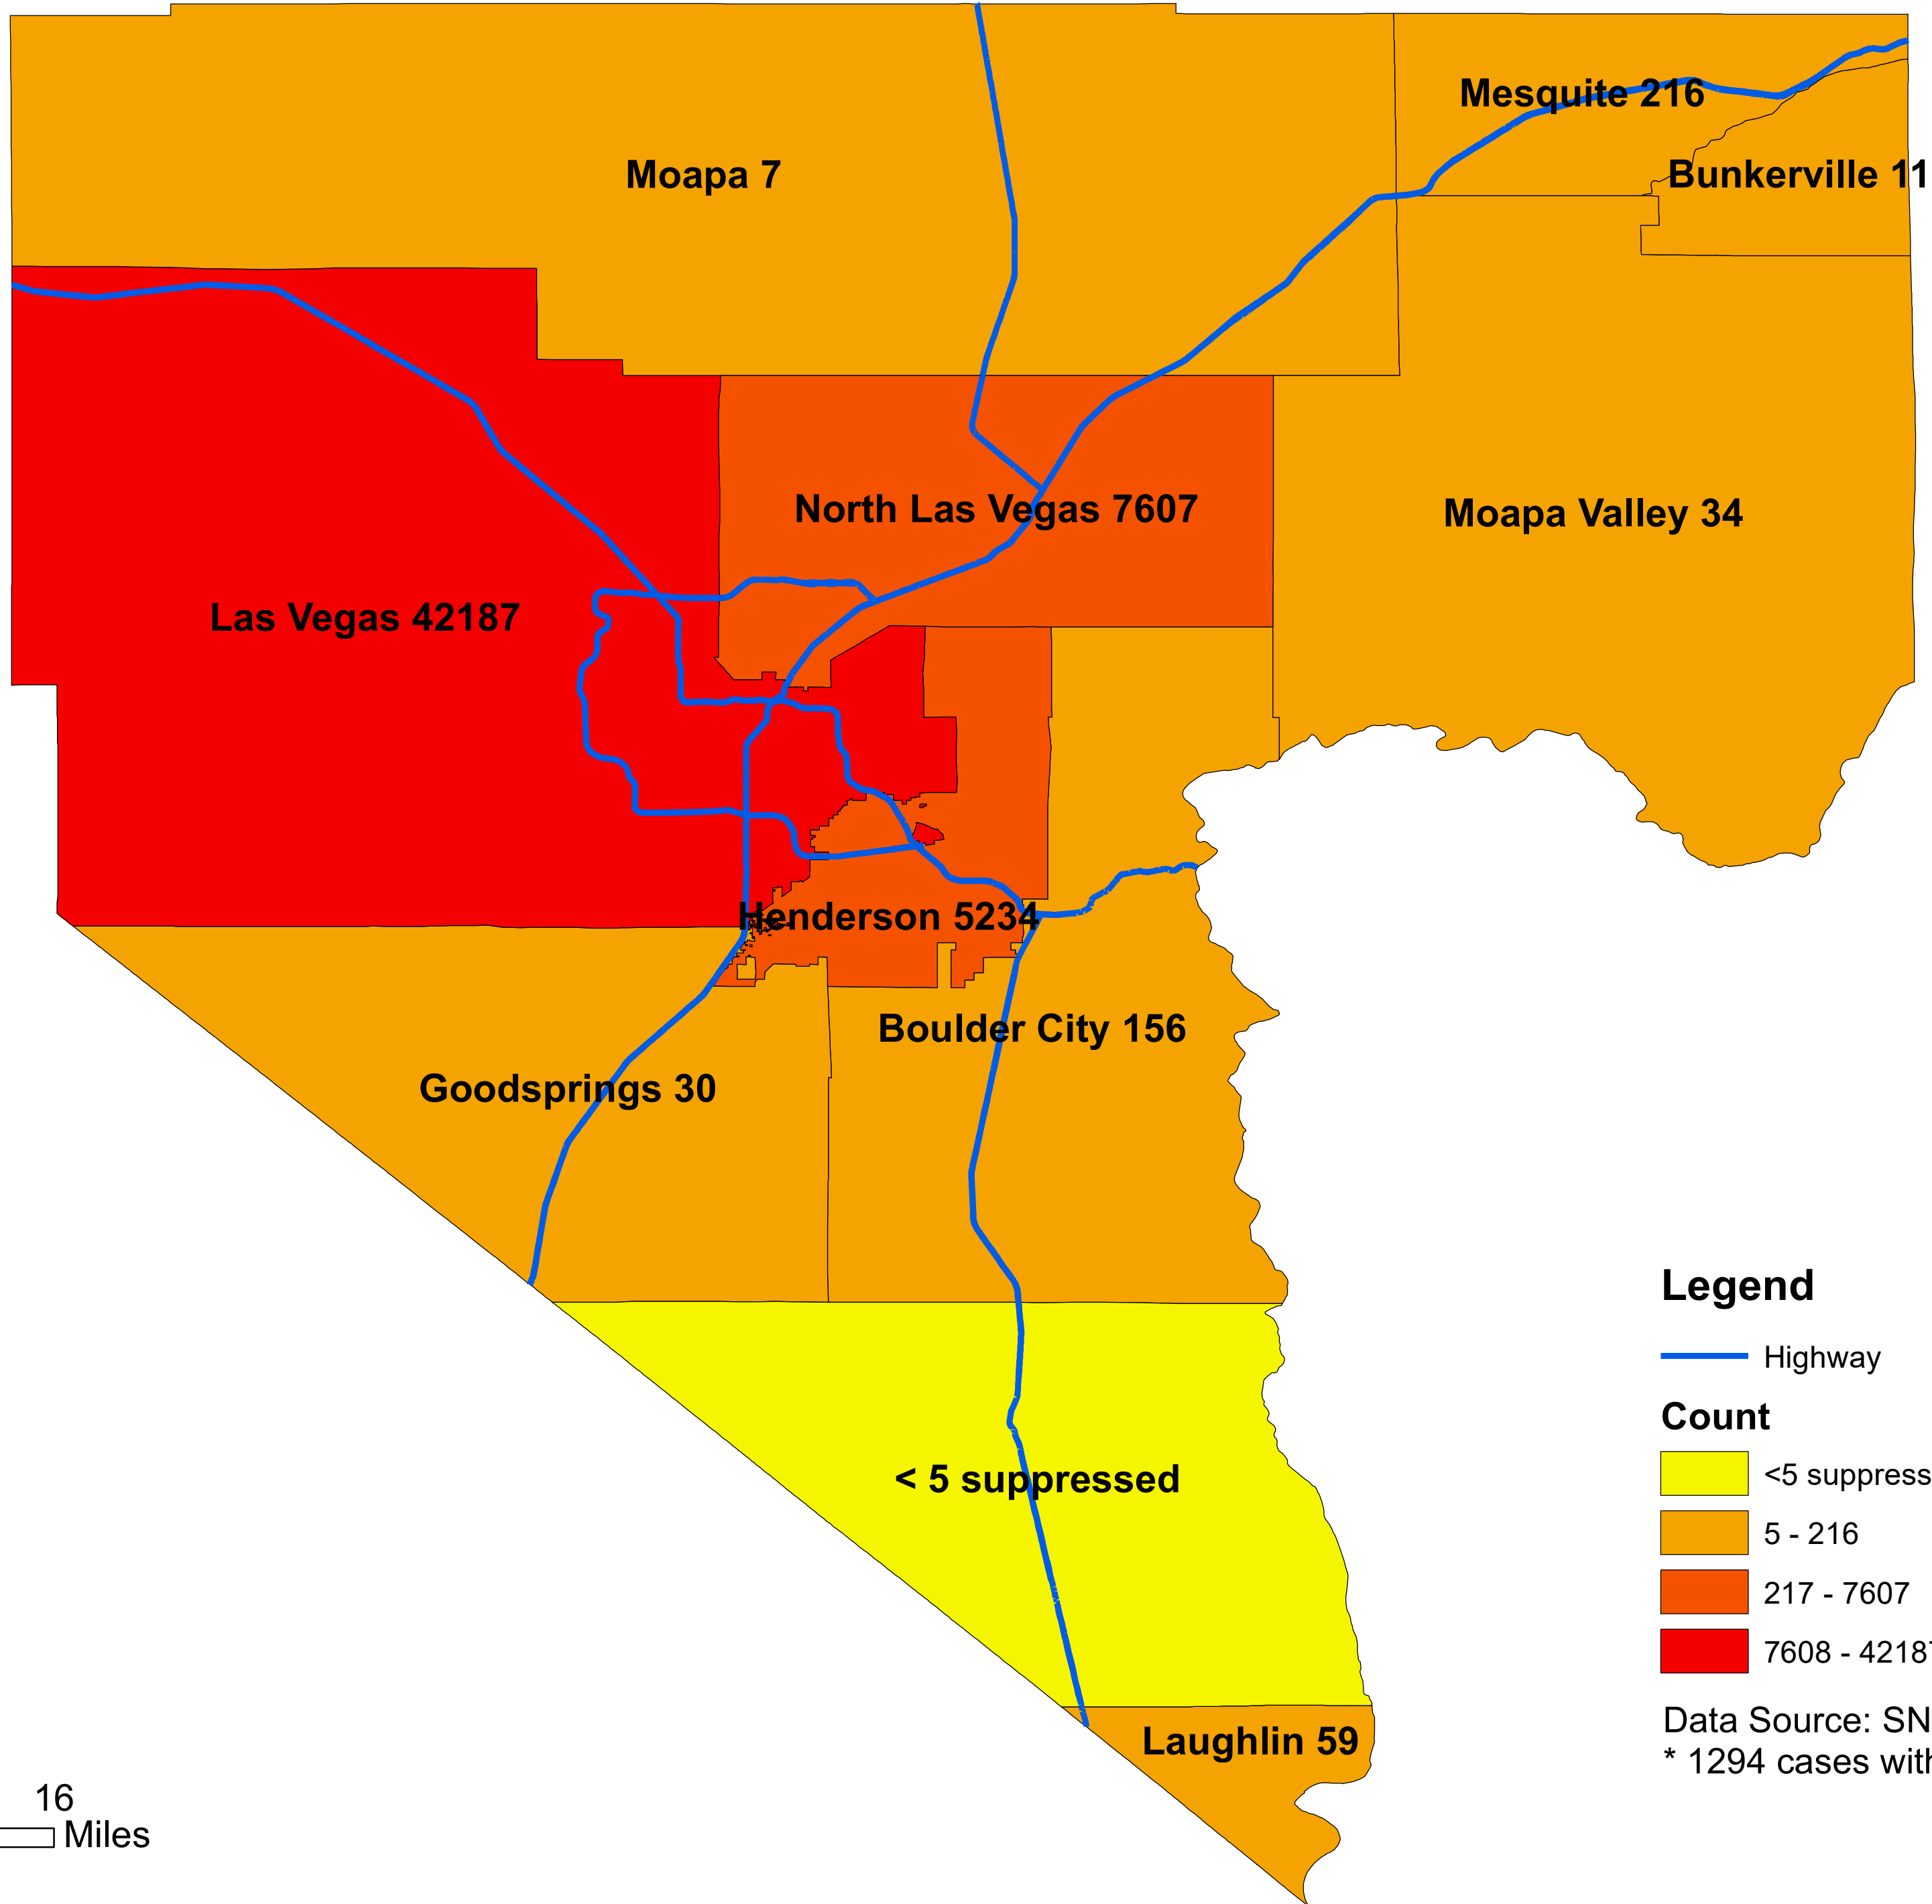 Mesquite 216
Moapa 7
Bunkerville 11
North Las Vegas 7607
Moapa Valley 34
Las Vegas 42187
Henderson 5234
Boulder City 156
Goodsprings 30
< 5 suppressed
Laughlin 59
Legend
Highway
Count
<5 suppress
5 - 216
217 - 7607
7608 - 42187
Data Source: SN
* 1294 cases with
16
Miles